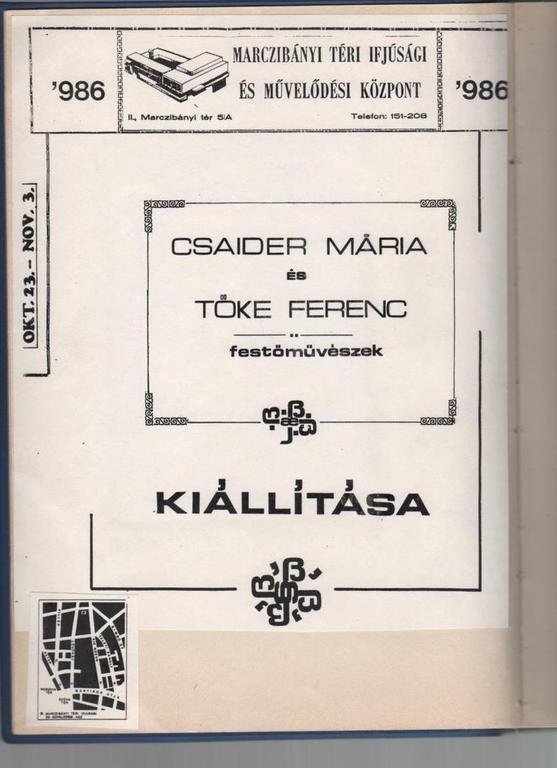 MARCZIBÁNYI TÉRI IFJÚSÁGI
ÉS MŰVELŐDÉSI KÖZPONT
'986
'986
II., Marczibányi tér 5/A
Telefon: 151-208
OKT. 23. - NOV. 3.
CSAIDER MÁRIA
és
TŐKE FERENC
festőművészek
KIÁLLÍTÁSA